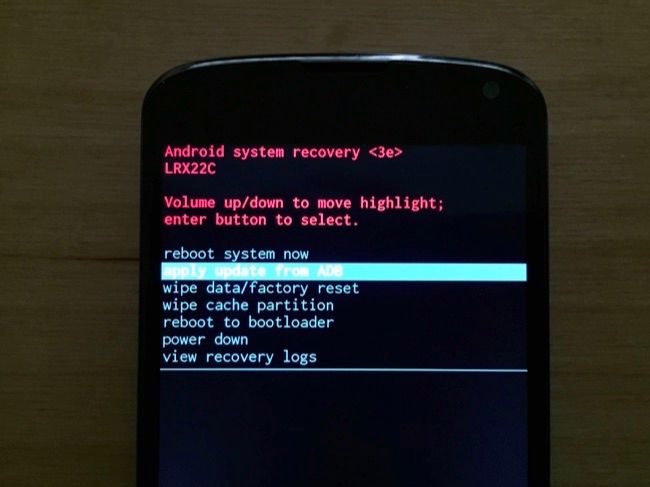 Android system recovery <3e>
LRX22C
Volume up/down to move highlight;
enter button to select.
reboot system now
apply update from ADB
wipe data/factory reset
wipe cache partition
reboot to bootloader
power down
view recovery logs